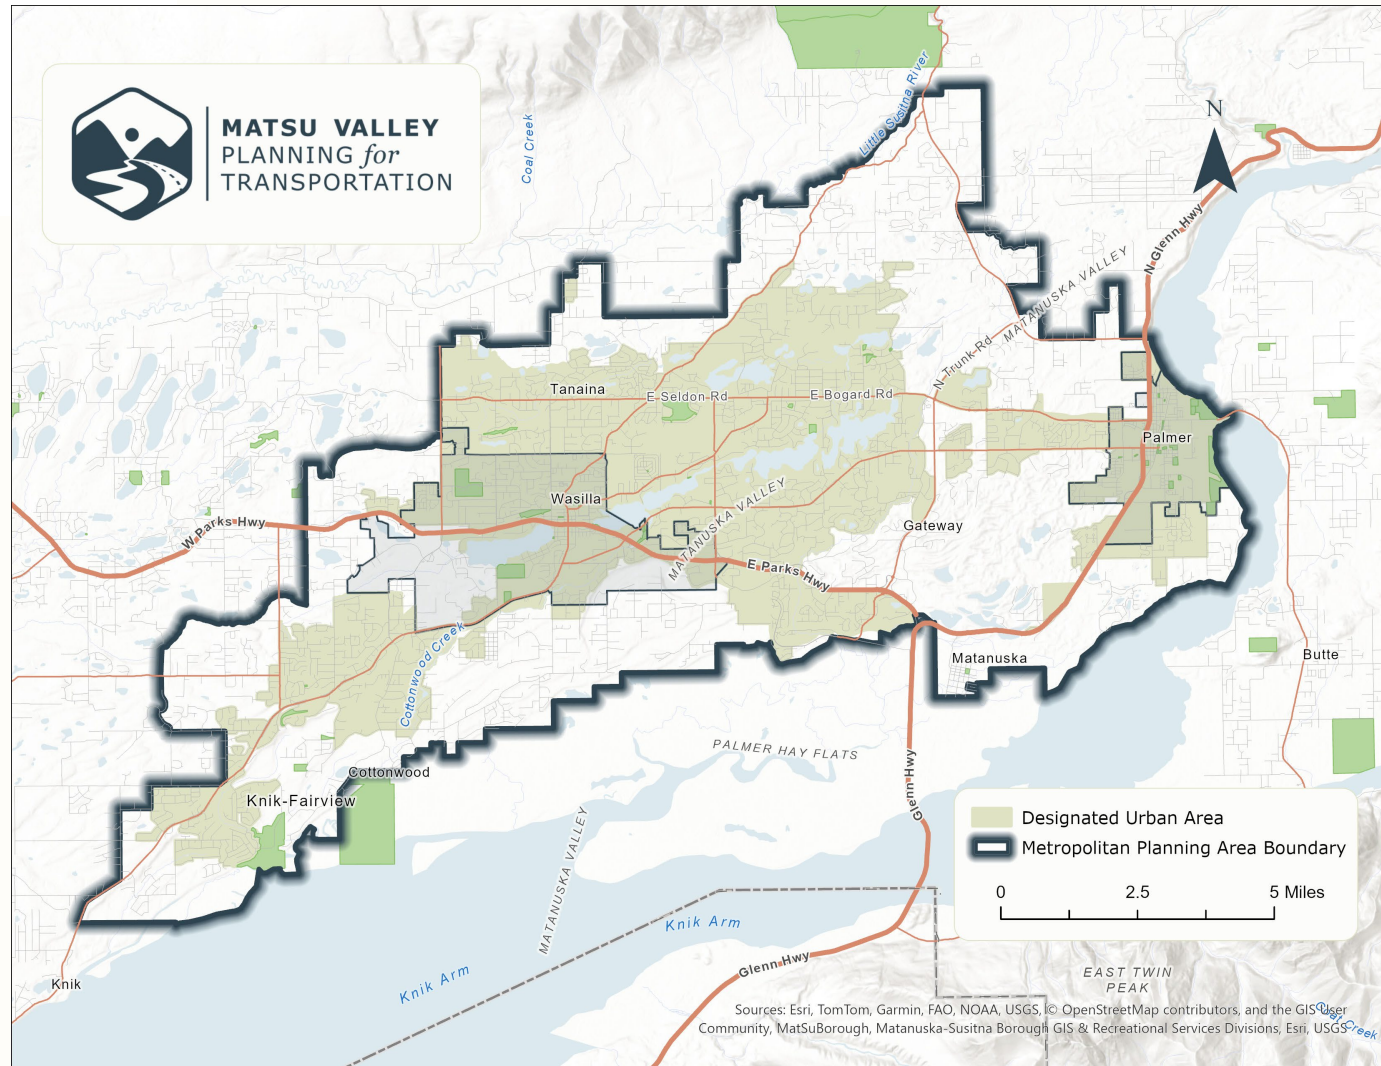 MATSU VALLEY
PLANNING for
TRANSPORTATION
Coal Creek
Little Susitna River
N
N Glenn Hwy
MATANUSKA VALLEY
N Trunk Rd
Tanaina
E Seldon Rd
E Bogard Rd
Palmer
Wasilla
MATANUSKA VALLEY
W Parks Hwy
Gateway
E Parks Hwy
Cottonwood Creek
Matanuska
Butte
PALMER HAY FLATS
Cottonwood
Knik-Fairview
Glenn Hwy
MATANUSKA VALLEY
Designated Urban Area
Metropolitan Planning Area Boundary
0 2.5 5 Miles
Knik Arm
Knik Arm
Glenn Hwy
Knik
EAST TWIN
PEAK
Goat Creek
Sources: Esri, TomTom, Garmin, FAO, NOAA, USGS, © OpenStreetMap contributors, and the GIS User
Community, MatSuBorough, Matanuska-Susitna Borough GIS & Recreational Services Divisions, Esri, USGS